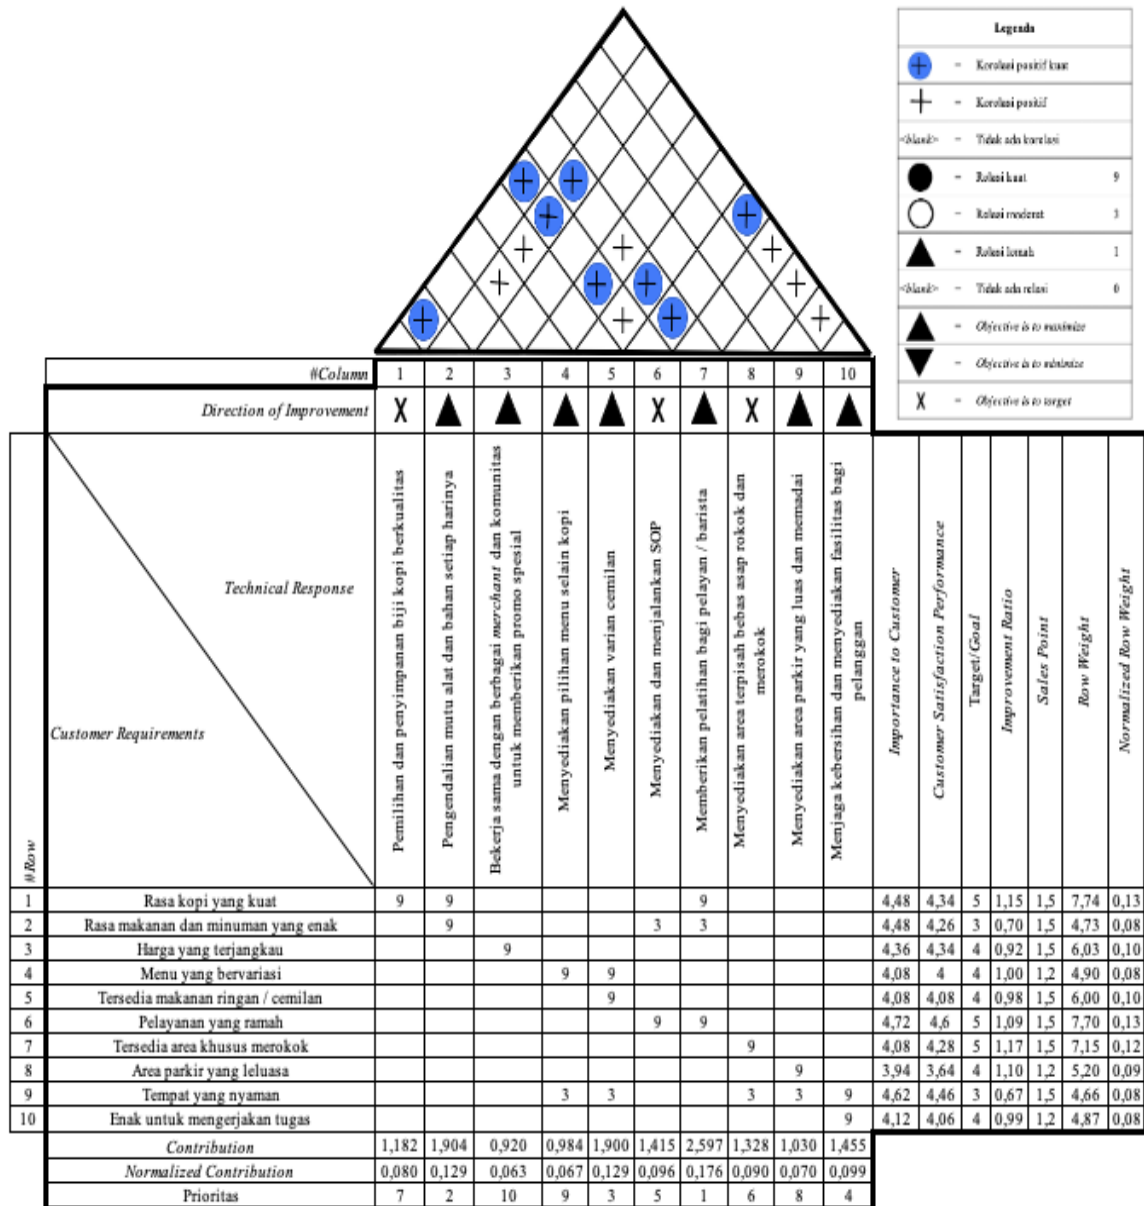 Legenda
+ = Korelasi positif kuat
+ = Korelasi positif
<blank> = Tidak ada korelasi
= Relasi kuat 9
= Relasi moderat 3
= Relasi lemah 1
<blank> = Tidak ada relasi 0
= Objective is to maximize
= Objective is to minimize
X = Objective is to target
#Column 1 2 3 4 5 6 7 8 9 10
Direction of Improvement X X X
Technical Response
Customer Requirements
#Row
Pemilihan dan penyimpanan biji kopi berkualitas
Pengendalian mutu alat dan bahan setiap harinya
Bekerja sama dengan berbagai merchant dan komunitas
untuk memberikan promo spesial
Menyediakan pilihan menu selain kopi
Menyediakan varian cemilan
Menyediakan dan menjalankan SOP
Memberikan pelatihan bagi pelayan / barista
Menyediakan area terpisah bebas asap rokok dan
merokok
Menyediakan area parkir yang luas dan memadai
Menjaga kebersihan dan menyediakan fasilitas bagi
pelanggan
Importance to Customer
Customer Satisfaction Performance
Target/ Goal
Improvement Ratio
Sales Point
Row Weight
Normalized Row Weight
1 Rasa kopi yang kuat 9 9 9 4,48 4,34 5 1,15 1,5 7,74 0,13
2 Rasa makanan dan minuman yang enak 9 3 3 4,48 4,26 3 0,70 1,5 4,73 0,08
3 Harga yang terjangkau 9 4,36 4,34 4 0,92 1,5 6,03 0,10
4 Menu yang bervariasi 9 9 4,08 4 4 1,00 1,2 4,90 0,08
5 Tersedia makanan ringan / cemilan 9 4,08 4,08 4 0,98 1,5 6,00 0,10
6 Pelayanan yang ramah 9 9 4,72 4,6 5 1,09 1,5 7,70 0,13
7 Tersedia area khusus merokok 9 4,08 4,28 5 1,17 1,5 7,15 0,12
8 Area parkir yang leluasa 9 3,94 3,64 4 1,10 1,2 5,20 0,09
9 Tempat yang nyaman 3 3 3 3 9 4,62 4,46 3 0,67 1,5 4,66 0,08
10 Enak untuk mengerjakan tugas 9 4,12 4,06 4 0,99 1,2 4,87 0,08
Contribution 1,182 1,904 0,920 0,984 1,900 1,415 2,597 1,328 1,030 1,455
Normalized Contribution 0,080 0,129 0,063 0,067 0,129 0,096 0,176 0,090 0,070 0,099
Prioritas 7 2 10 9 3 5 1 6 8 4